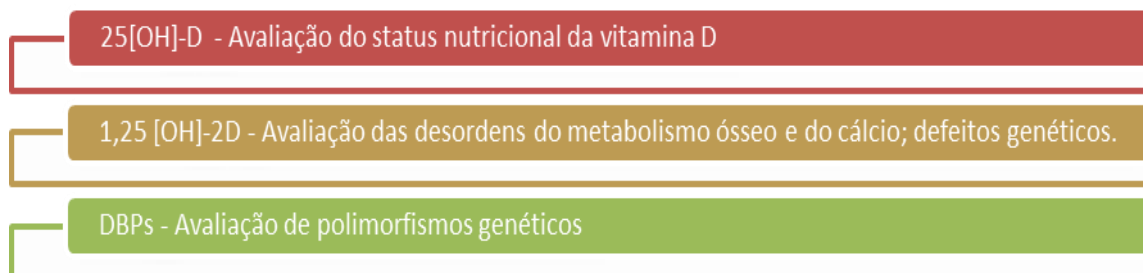 25[OH]-D - Avaliação do status nutricional da vitamina D
1,25 [OH]-2D - Avaliação das desordens do metabolismo ósseo e do cálcio; defeitos genéticos.
DBPs - Avaliação de polimorfismos genéticos